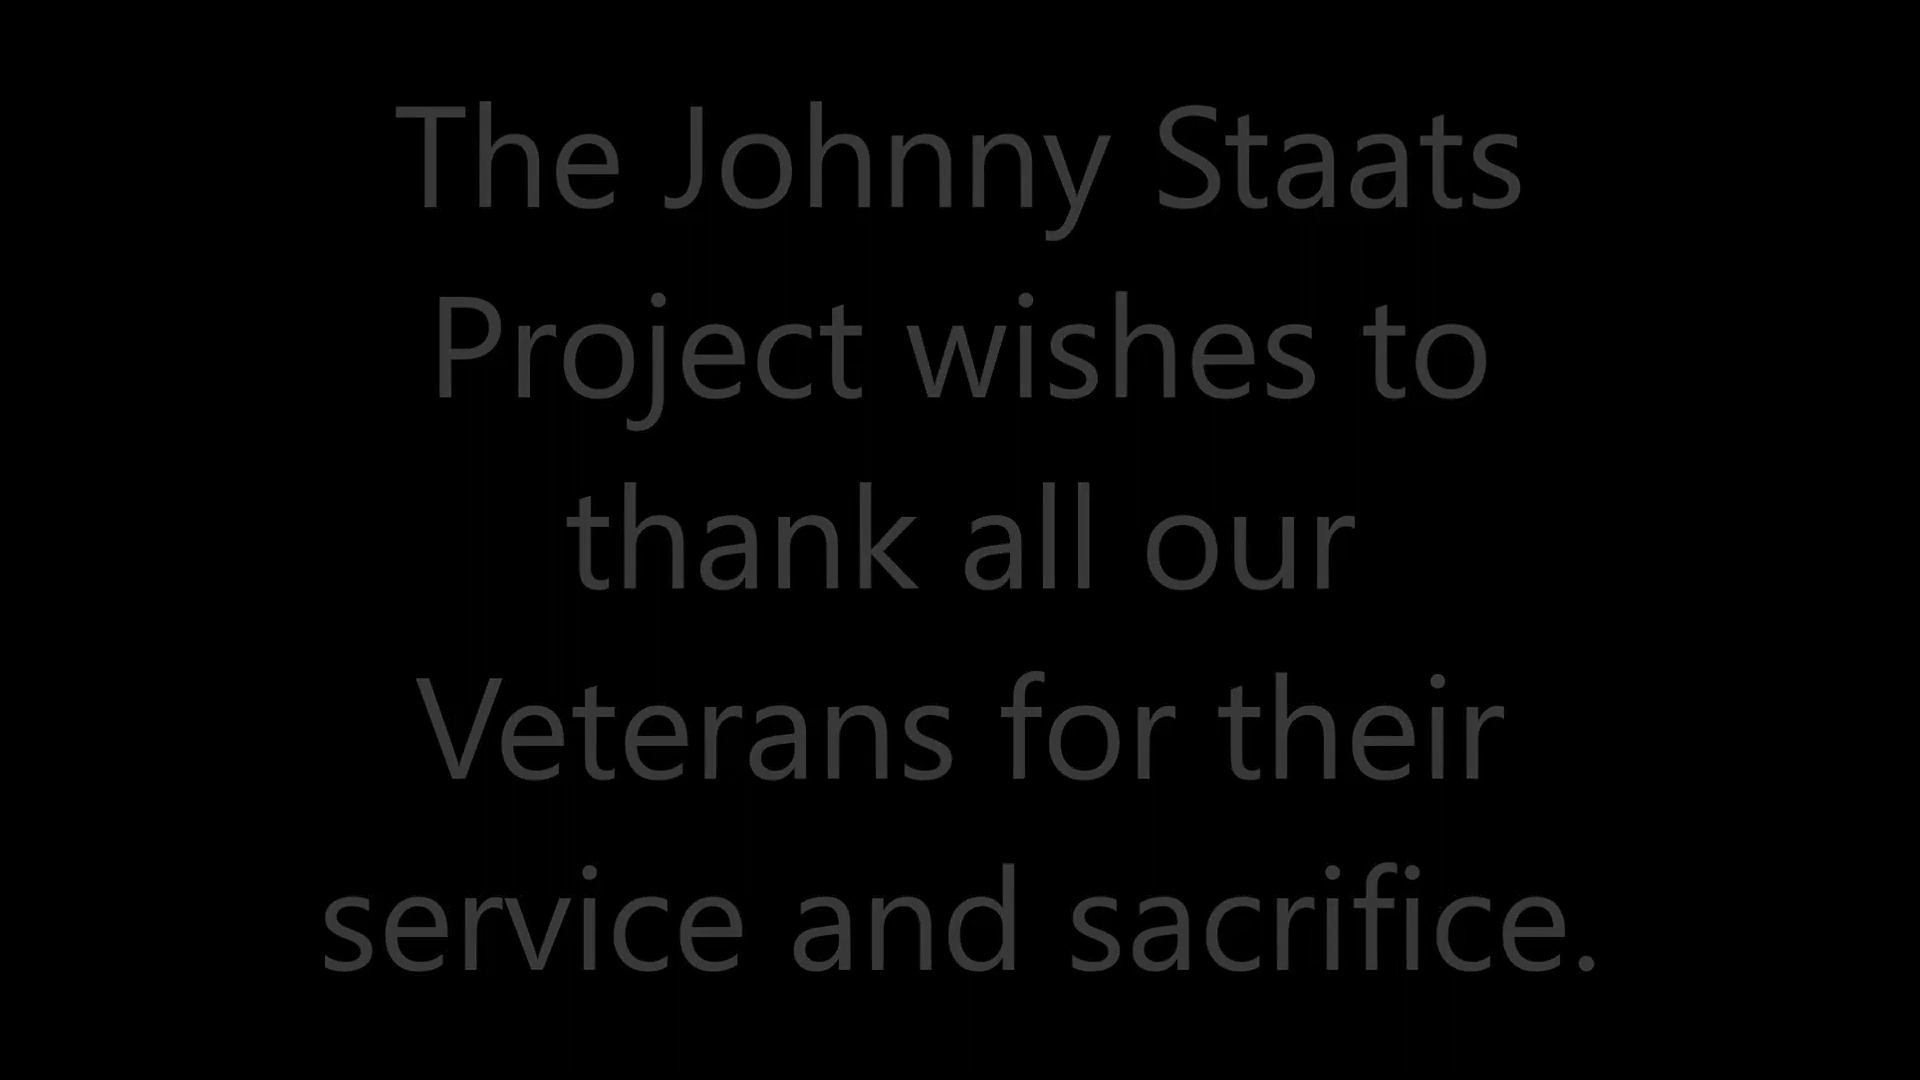 The Johnny Staats
Project wishes to
thank all our
Veterans for their
service and sacrifice.